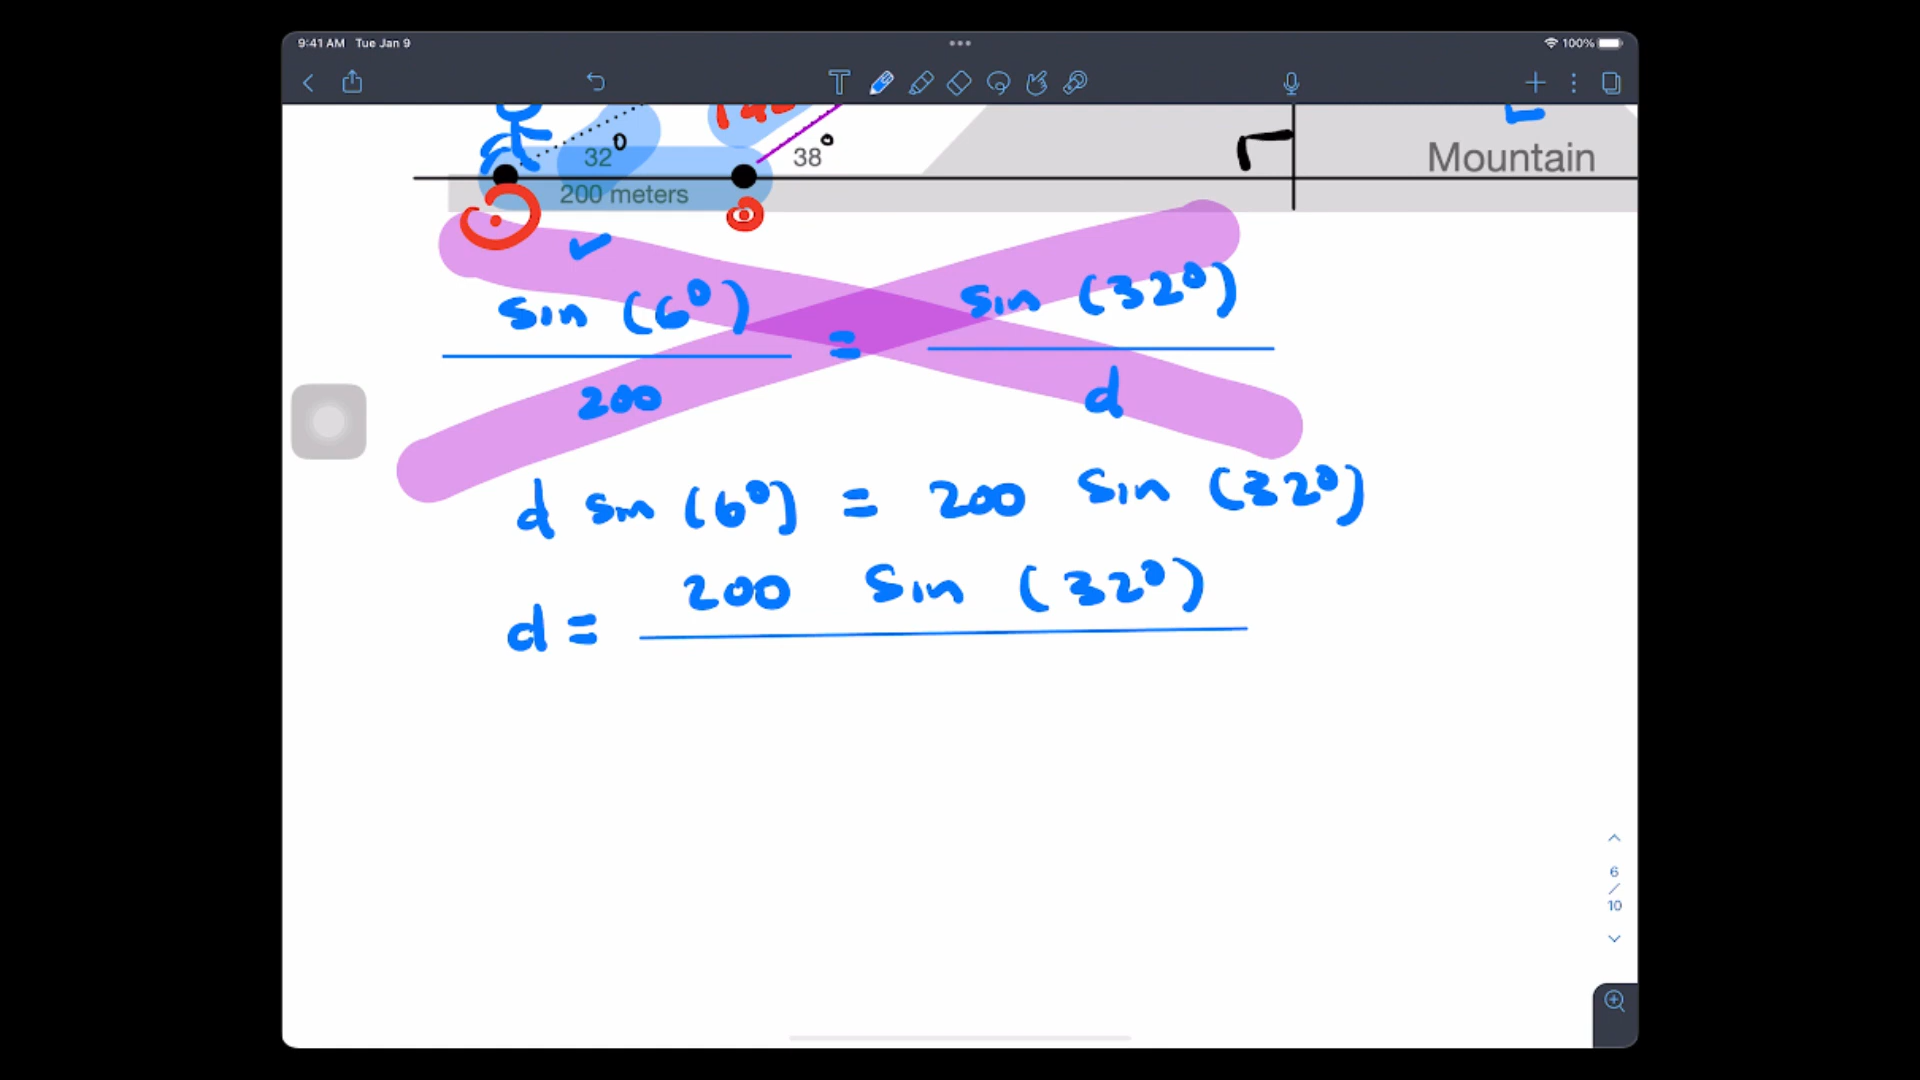 9:41 AM Tue Jan 9
100%
32°
38°
Mountain
200 meters
sin (6°) = sin (32°)
200 d
d sin (6°) = 200 sin (32°)
200 sin (32°)
d =
6
/
10